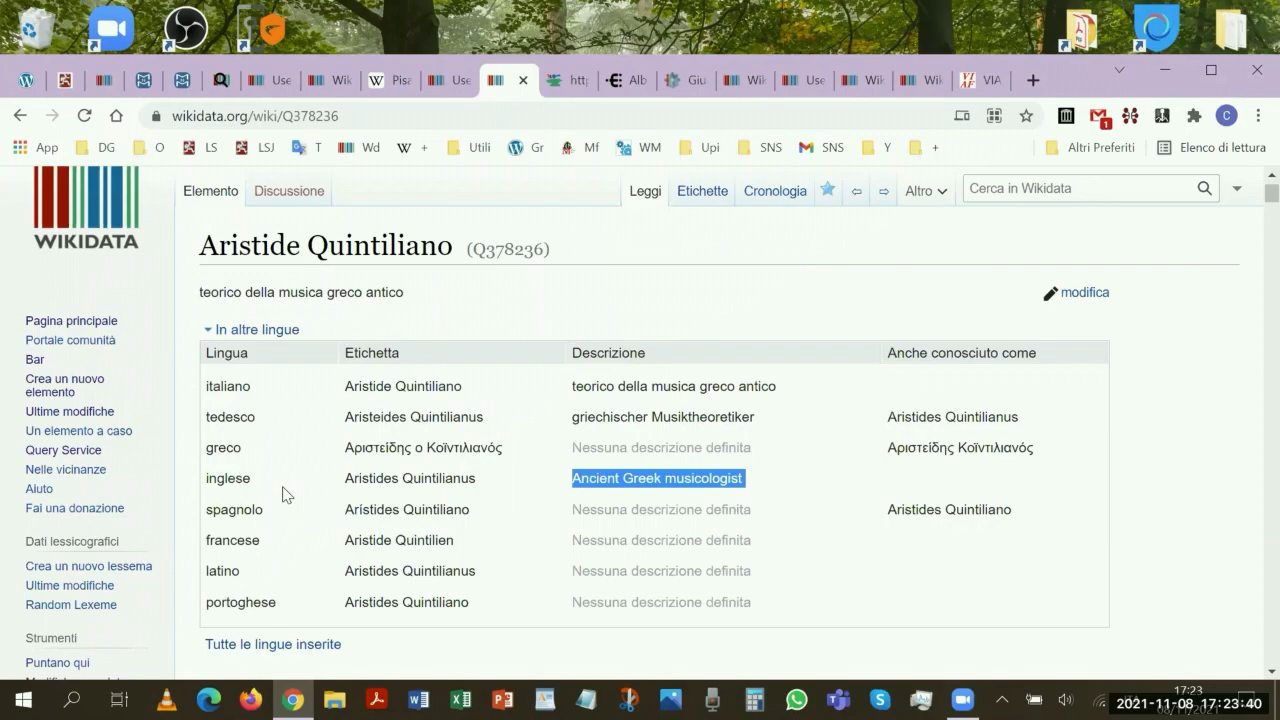 Use
Wik
Pisa
Use
http
Alb
Giu
Wik
Use
Wik
Wik
VIA
wikidata.org/wiki/Q378236
App
DG
O
LS
LSJ
T
Wd
+
Utili
Gr
Mf
WM
Upi
SNS
SNS
Y
+
Altri Preferiti
Elenco di lettura
WIKIDATA
Elemento
Discussione
Leggi
Etichette
Cronologia
Altro
Cerca in Wikidata
Aristide Quintiliano (Q378236)
teorico della musica greco antico
modifica
In altre lingue
Lingua Etichetta Descrizione Anche conosciuto come
italiano Aristide Quintiliano teorico della musica greco antico
tedesco Aristeides Quintilianus griechischer Musiktheoretiker Aristides Quintilianus
greco Αριστείδης ο Κοϊντιλιανός Nessuna descrizione definita Αριστείδης Κοϊντιλιανός
inglese Aristides Quintilianus Ancient Greek musicologist
spagnolo Arístides Quintiliano Nessuna descrizione definita Aristides Quintiliano
francese Aristide Quintilien Nessuna descrizione definita
latino Aristides Quintilianus Nessuna descrizione definita
portoghese Aristides Quintiliano Nessuna descrizione definita
Tutte le lingue inserite
Pagina principale
Portale comunità
Bar
Crea un nuovo
elemento
Ultime modifiche
Un elemento a caso
Query Service
Nelle vicinanze
Aiuto
Fai una donazione
Dati lessicografici
Crea un nuovo lessema
Ultime modifiche
Random Lexeme
Strumenti
Puntano qui
17:23
2021-11-08 17:23:40